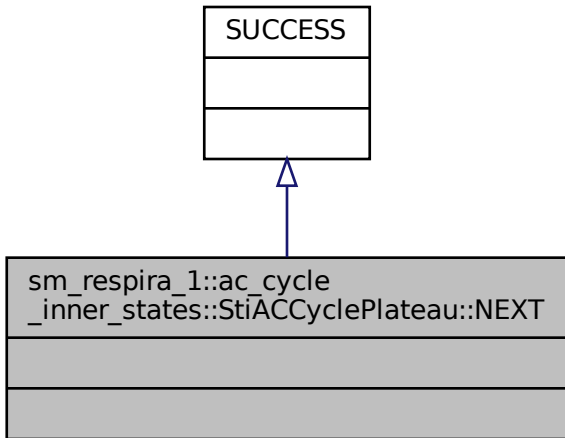 SUCCESS
sm_respira_1::ac_cycle
_inner_states::StiACCyclePlateau::NEXT